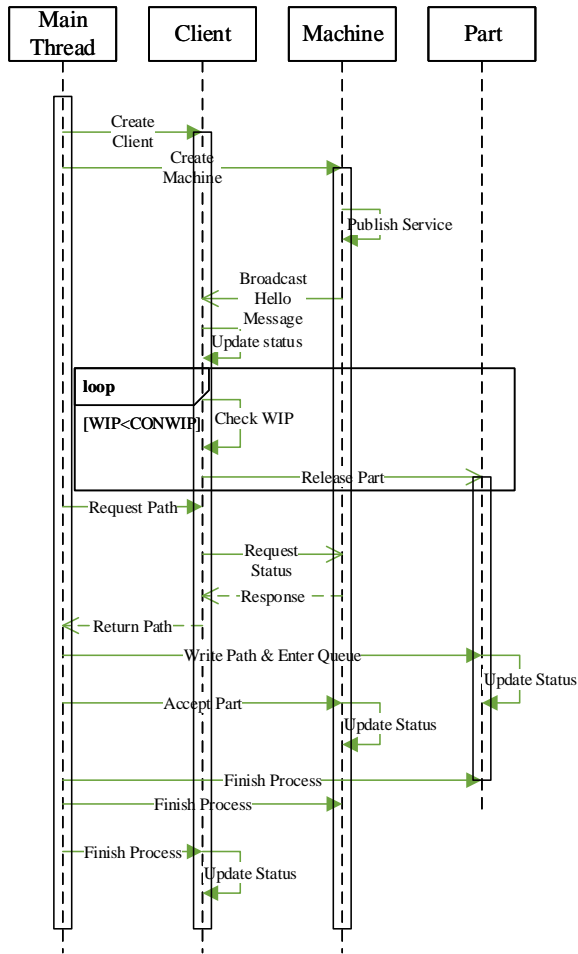 Main
Thread
Client
Machine
Part
Create
Client
Create
Machine
Publish Service
Broadcast
Hello
Message
Update status
loop
[WIP<CONWIP]
Check WIP
Release Part
Request Path
Request
Status
Response
Return Path
Write Path & Enter Queue
Update Status
Accept Part
Update Status
Finish Process
Finish Process
Finish Process
Update Status